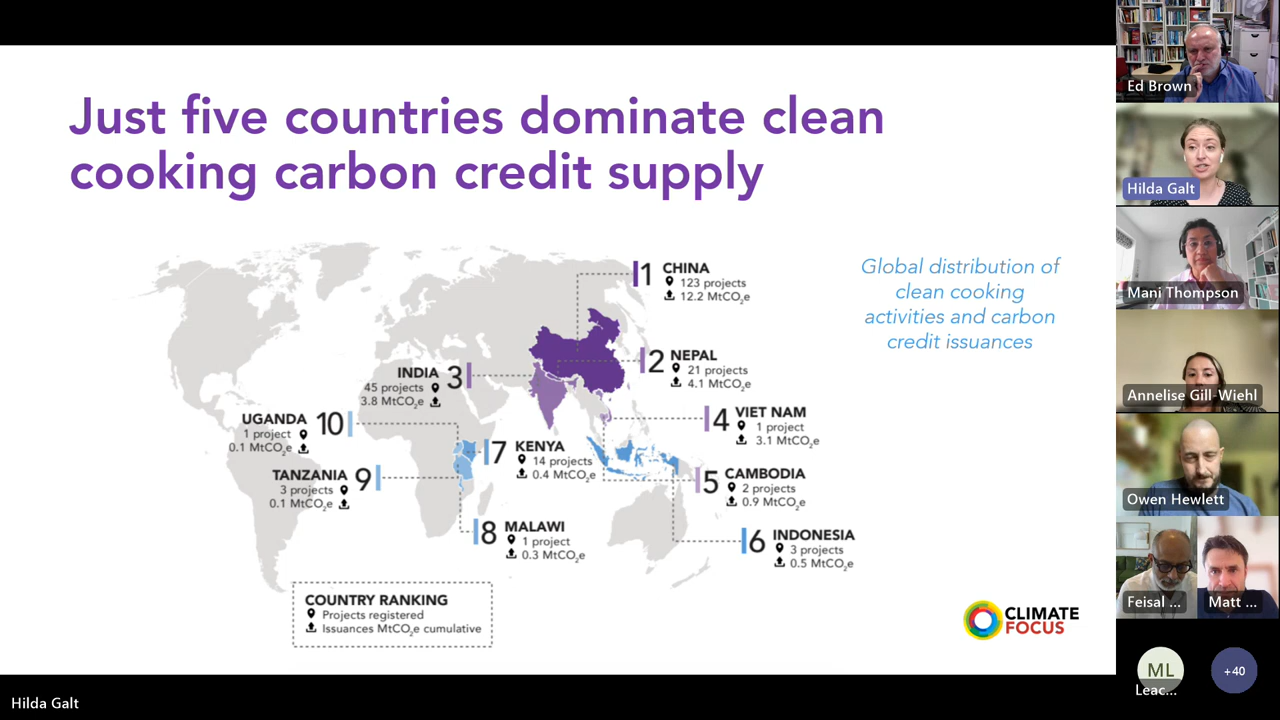 Just five countries dominate clean
cooking carbon credit supply
Global distribution of
clean cooking
activities and carbon
credit issuances
1 CHINA
123 projects
12.2 MtCO₂e
2 NEPAL
21 projects
4.1 MtCO₂e
INDIA 3
45 projects
3.8 MtCO₂e
4 VIET NAM
1 project
3.1 MtCO₂e
UGANDA 10
1 project
0.1 MtCO₂e
7 KENYA
14 projects
0.4 MtCO₂e
TANZANIA 9
3 projects
0.1 MtCO₂e
5 CAMBODIA
2 projects
0.9 MtCO₂e
8 MALAWI
1 project
0.3 MtCO₂e
6 INDONESIA
3 projects
0.5 MtCO₂e
COUNTRY RANKING
Projects registered
Issuances MtCO₂e cumulative
CLIMATE
FOCUS
Hilda Galt
Ed Brown
Hilda Galt
Mani Thompson
Annelise Gill-Wiehl
Owen Hewlett
Feisal ...
Matt ...
ML
Leac...
+40